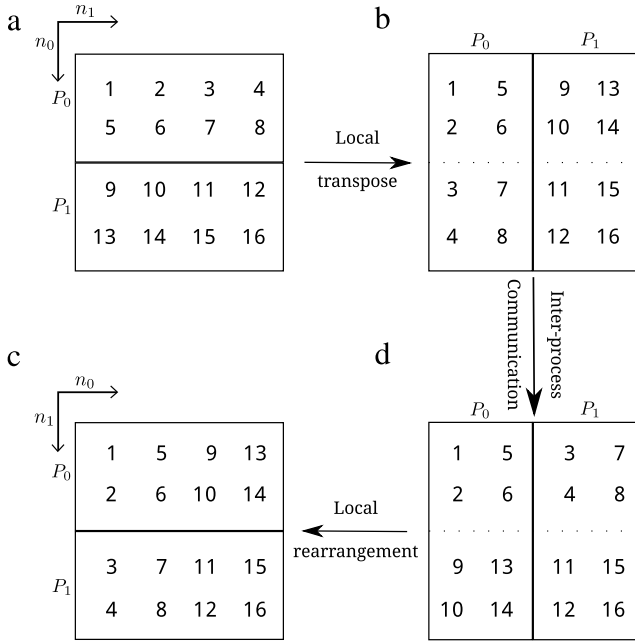 a
n₁
n₀
P₀
1 2 3 4
5 6 7 8
P₁
9 10 11 12
13 14 15 16
Local
transpose
b
P₀ P₁
1 5 9 13
2 6 10 14
3 7 11 15
4 8 12 16
Inter-process
Communication
c
n₀
n₁
P₀
1 5 9 13
2 6 10 14
P₁
3 7 11 15
4 8 12 16
Local
rearrangement
d
P₀ P₁
1 5 3 7
2 6 4 8
9 13 11 15
10 14 12 16